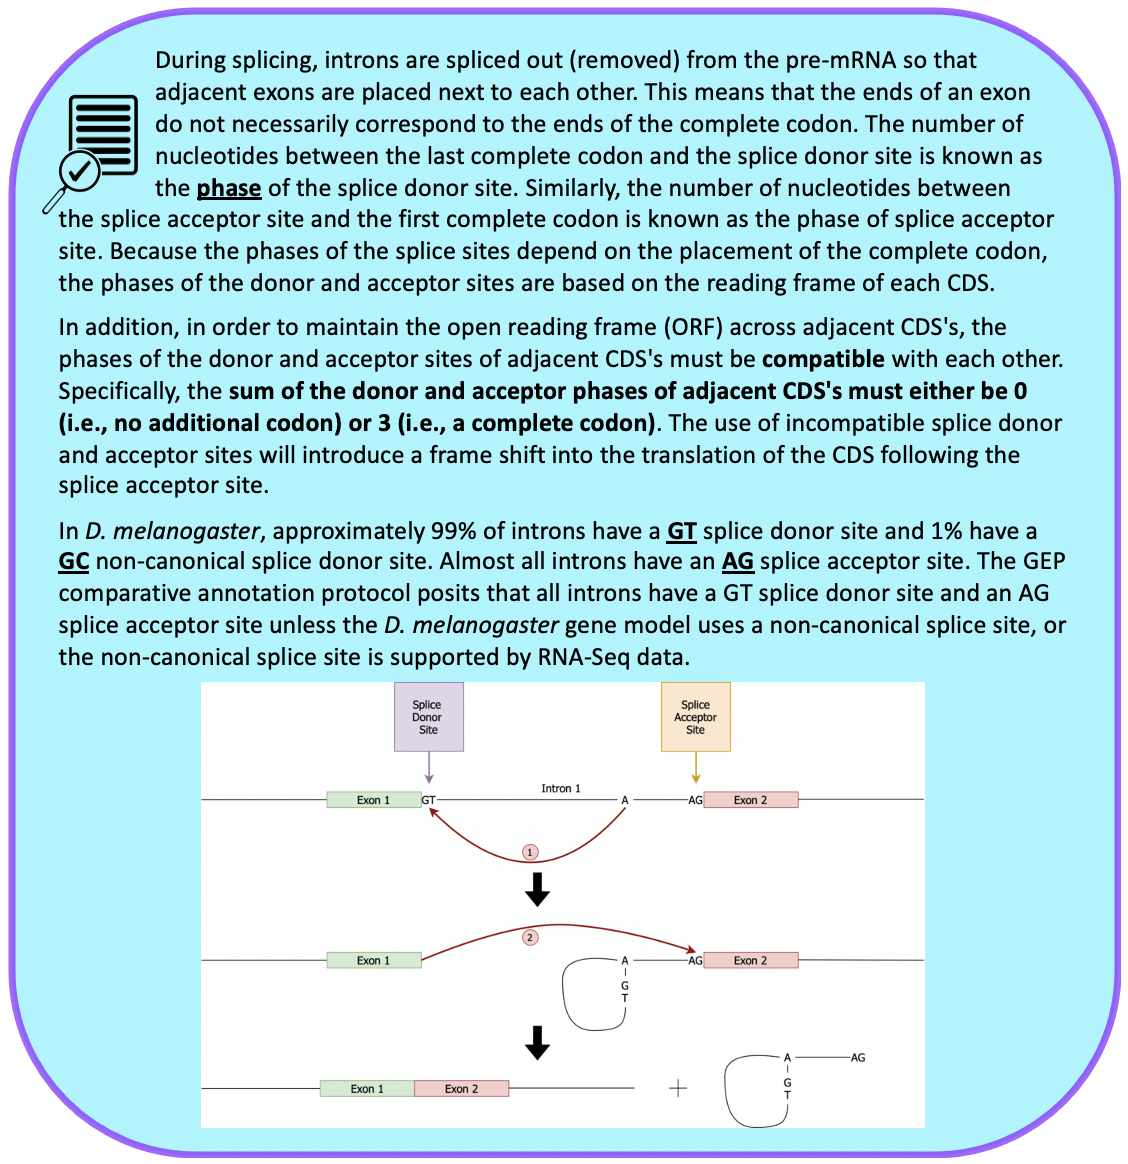 During splicing, introns are spliced out (removed) from the pre-mRNA so that
adjacent exons are placed next to each other. This means that the ends of an exon
do not necessarily correspond to the ends of the complete codon. The number of
nucleotides between the last complete codon and the splice donor site is known as
the phase of the splice donor site. Similarly, the number of nucleotides between
the splice acceptor site and the first complete codon is known as the phase of splice acceptor
site. Because the phases of the splice sites depend on the placement of the complete codon,
the phases of the donor and acceptor sites are based on the reading frame of each CDS.
In addition, in order to maintain the open reading frame (ORF) across adjacent CDS's, the
phases of the donor and acceptor sites of adjacent CDS's must be compatible with each other.
Specifically, the sum of the donor and acceptor phases of adjacent CDS's must either be 0
(i.e., no additional codon) or 3 (i.e., a complete codon). The use of incompatible splice donor
and acceptor sites will introduce a frame shift into the translation of the CDS following the
splice acceptor site.
In D. melanogaster, approximately 99% of introns have a GT splice donor site and 1% have a
GC non-canonical splice donor site. Almost all introns have an AG splice acceptor site. The GEP
comparative annotation protocol posits that all introns have a GT splice donor site and an AG
splice acceptor site unless the D. melanogaster gene model uses a non-canonical splice site, or
the non-canonical splice site is supported by RNA-Seq data.
Splice
Donor
Site
Splice
Acceptor
Site
Intron 1
Exon 1 GT A AG Exon 2
1
2
Exon 1 A AG Exon 2
G
T
A AG
Exon 1 Exon 2 +
G
T